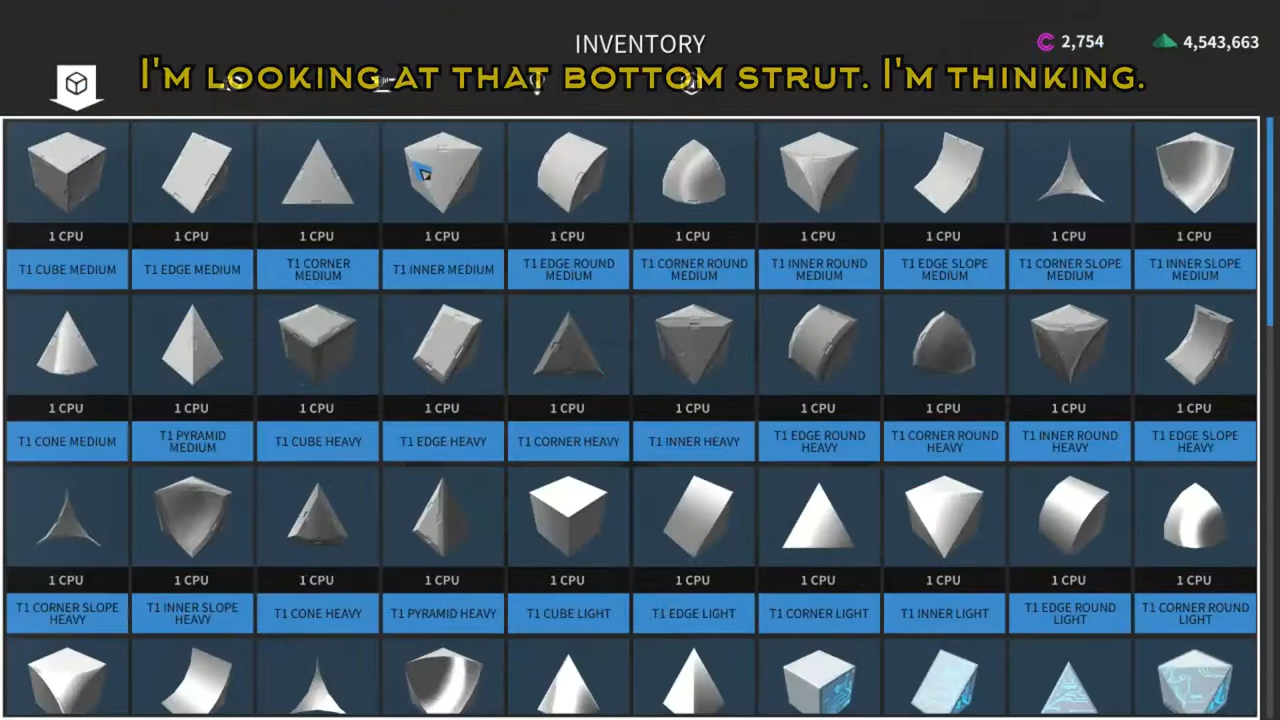 INVENTORY
2,754
4,543,663
I'M LOOKING AT THAT BOTTOM STRUT. I'M THINKING.
1 CPU 1 CPU 1 CPU 1 CPU 1 CPU 1 CPU 1 CPU 1 CPU 1 CPU 1 CPU
T1 CUBE MEDIUM
T1 EDGE MEDIUM
T1 CORNER
MEDIUM
T1 INNER MEDIUM
T1 EDGE ROUND
MEDIUM
T1 CORNER ROUND
MEDIUM
T1 INNER ROUND
MEDIUM
T1 EDGE SLOPE
MEDIUM
T1 CORNER SLOPE
MEDIUM
T1 INNER SLOPE
MEDIUM
1 CPU 1 CPU 1 CPU 1 CPU 1 CPU 1 CPU 1 CPU 1 CPU 1 CPU 1 CPU
T1 CONE MEDIUM
T1 PYRAMID
MEDIUM
T1 CUBE HEAVY
T1 EDGE HEAVY
T1 CORNER HEAVY
T1 INNER HEAVY
T1 EDGE ROUND
HEAVY
T1 CORNER ROUND
HEAVY
T1 INNER ROUND
HEAVY
T1 EDGE SLOPE
HEAVY
1 CPU 1 CPU 1 CPU 1 CPU 1 CPU 1 CPU 1 CPU 1 CPU 1 CPU 1 CPU
T1 CORNER SLOPE
HEAVY
T1 INNER SLOPE
HEAVY
T1 CONE HEAVY
T1 PYRAMID HEAVY
T1 CUBE LIGHT
T1 EDGE LIGHT
T1 CORNER LIGHT
T1 INNER LIGHT
T1 EDGE ROUND
LIGHT
T1 CORNER ROUND
LIGHT